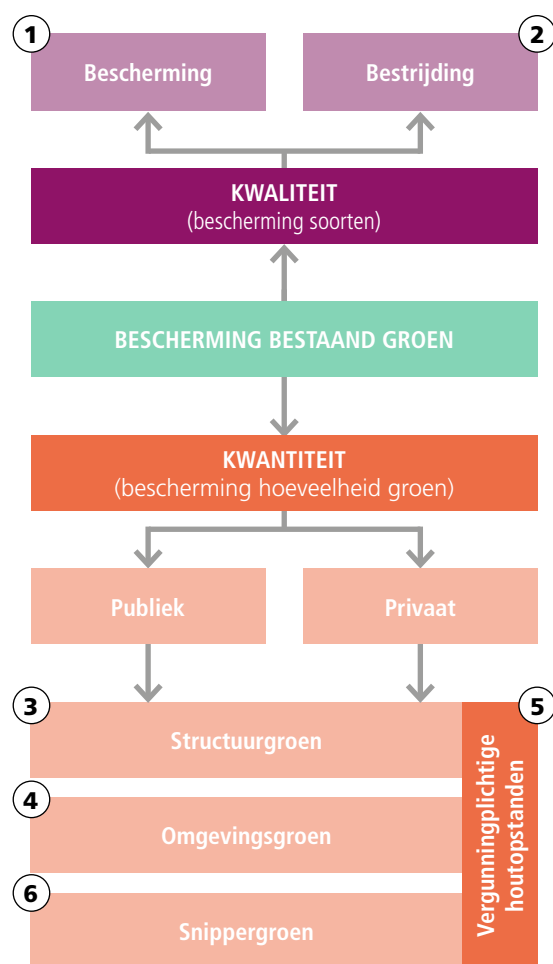 1
2
Bescherming
Bestrijding
KWALITEIT
(bescherming soorten)
BESCHERMING BESTAAND GROEN
KWANTITEIT
(bescherming hoeveelheid groen)
Publiek
Privaat
3
5
Structuurgroen
4
Omgevingsgroen
6
Snippergroen
Vergunningplichtige
houtopstanden